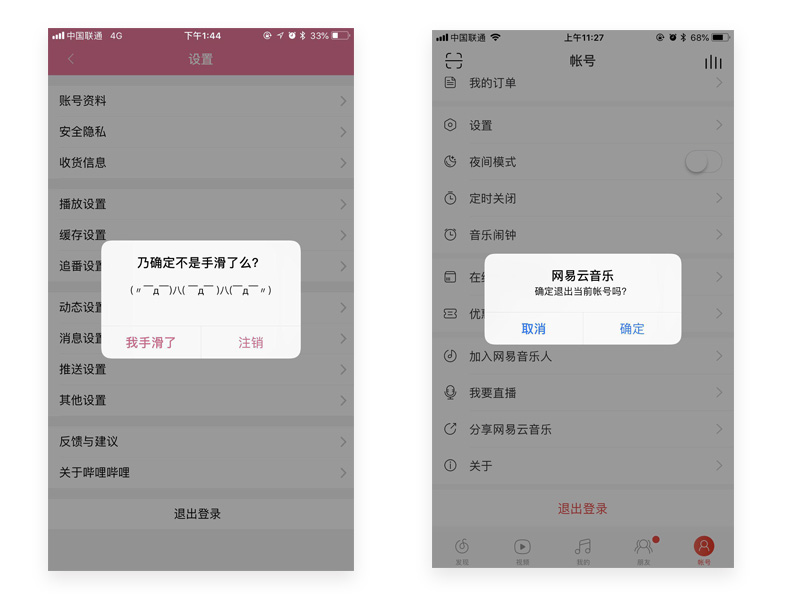 中国联通 4G 下午1:44 33%
设置
账号资料
安全隐私
收货信息
播放设置
缓存设置
追番设
动态设置
消息设置
推送设置
其他设置
反馈与建议
关于哔哩哔哩
退出登录
乃确定不是手滑了么?
(〃￣д￣)八(￣д￣)八(￣д￣〃)
我手滑了 注销
中国联通 上午11:27 68%
帐号
我的订单
设置
夜间模式
定时关闭
音乐闹钟
在
优
加入网易音乐人
我要直播
分享网易云音乐
关于
退出登录
网易云音乐
确定退出当前帐号吗?
取消 确定
发现 视频 我的 朋友 帐号